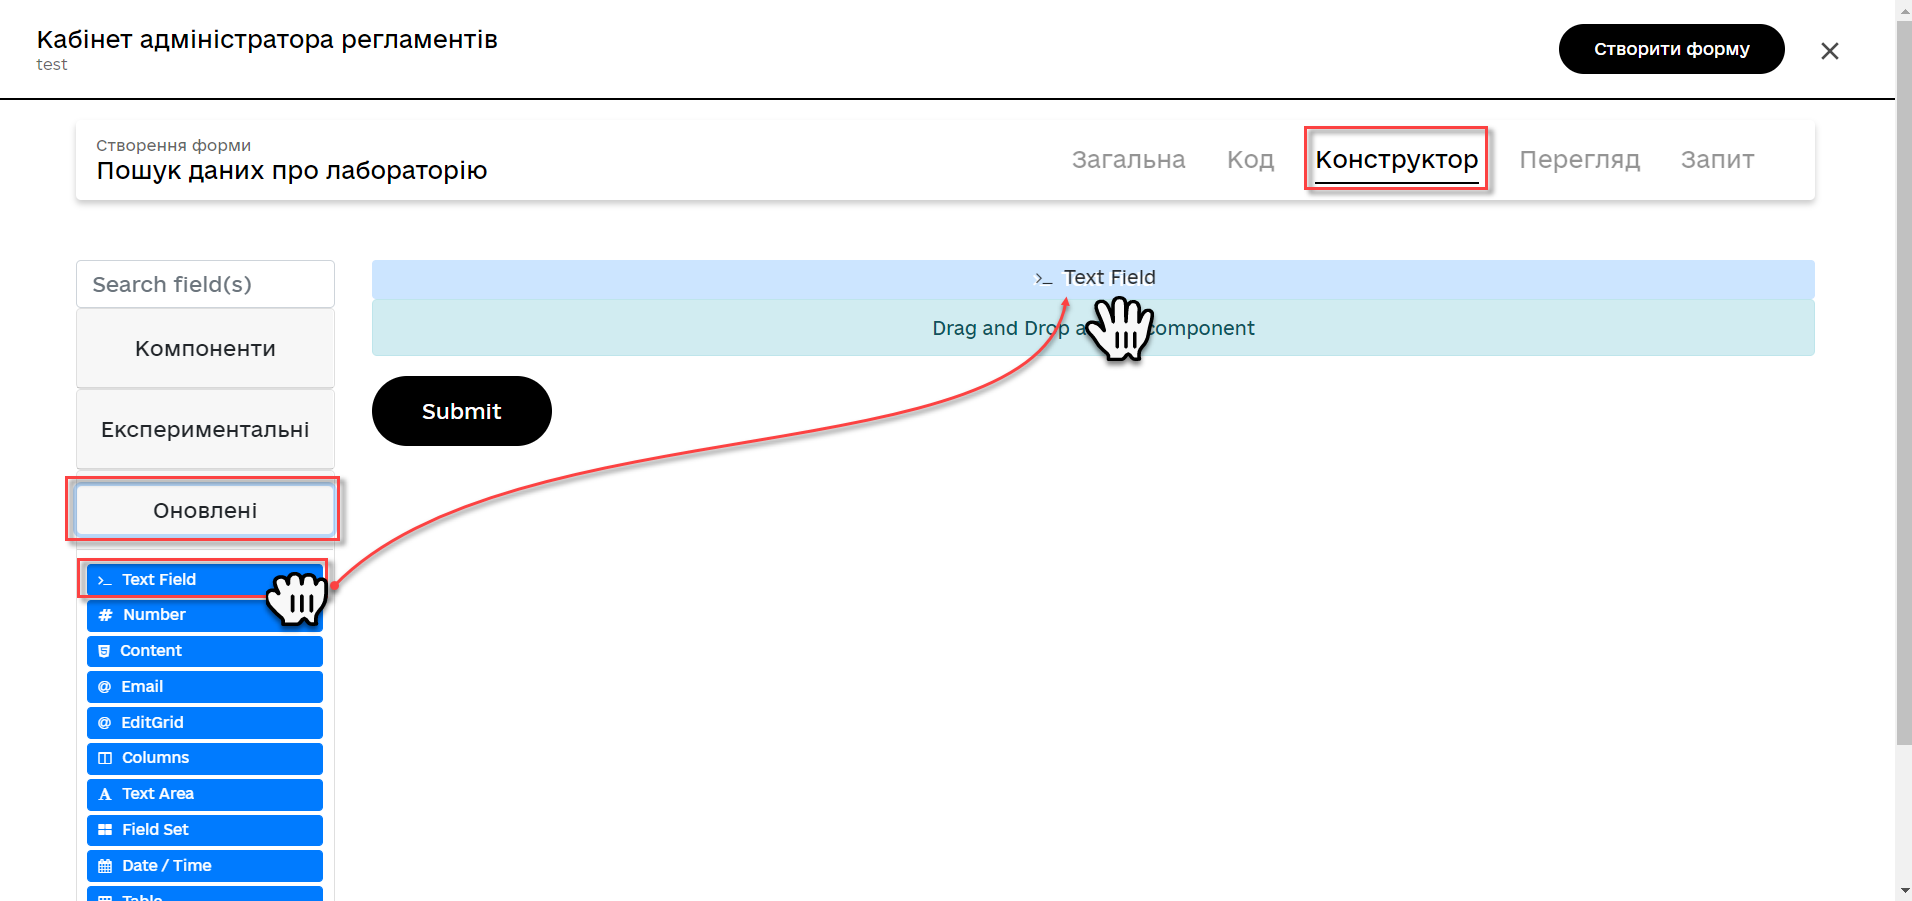 Кабінет адміністратора регламентів
test
Створити форму
Створення форми
Пошук даних про лабораторію
Загальна
Код
Конструктор
Перегляд
Запит
Search field(s)
Компоненти
Експериментальні
Оновлені
>_ Text Field
# Number
Content
@ Email
@ EditGrid
Columns
A Text Area
Field Set
Date / Time
Table
>_ Text Field
Drag and Drop a component
Submit